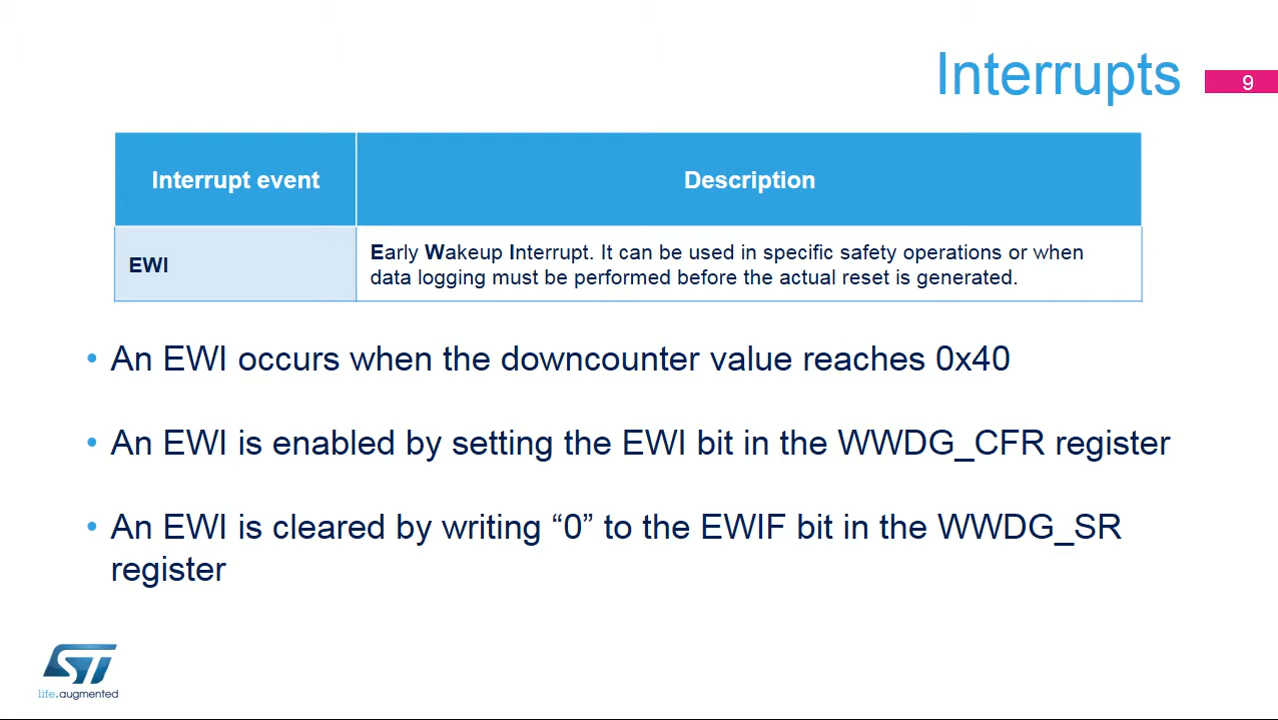 Interrupts
9
Interrupt event
Description
EWI
Early Wakeup Interrupt. It can be used in specific safety operations or when
data logging must be performed before the actual reset is generated.
• An EWI occurs when the downcounter value reaches 0x40
• An EWI is enabled by setting the EWI bit in the WWDG_CFR register
• An EWI is cleared by writing “0” to the EWIF bit in the WWDG_SR
register
ST
life.augmented